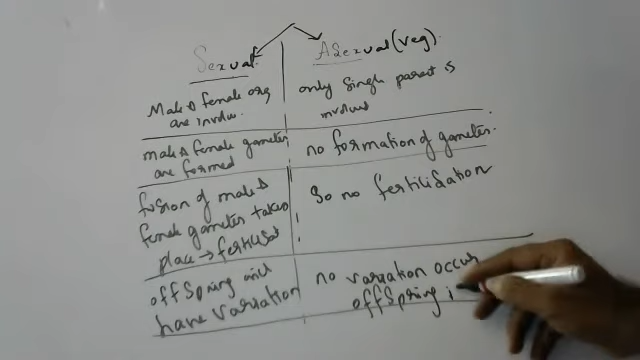 Sexual
Asexual (veg).
Male & female org
are involve.
only single parent is
involved
male & female gametes
are formed
no formation of gametes.
fusion of male &
female gametes takes
place → fertilisat
So no fertilisation
offspring will
have variation
no variation occur
offspring i